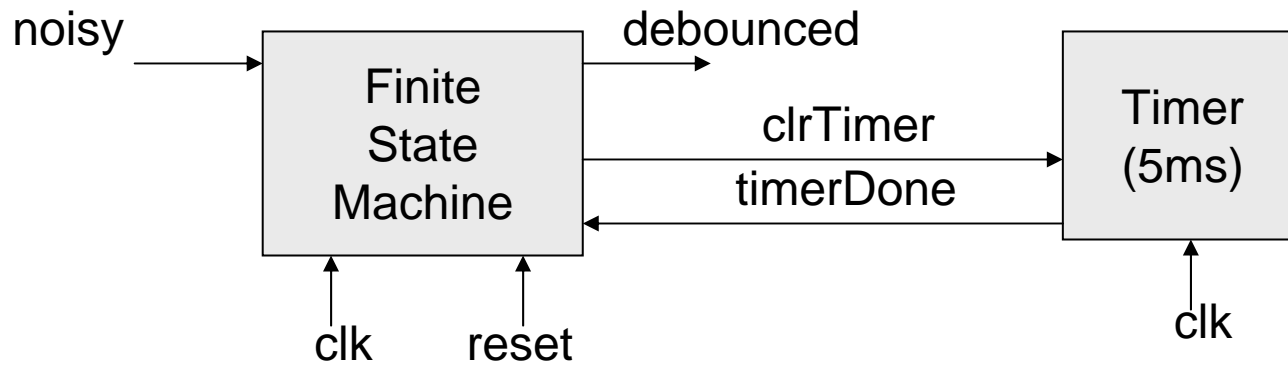 noisy
debounced
Finite
State
Machine
clrTimer
timerDone
Timer
(5ms)
clk
reset
clk